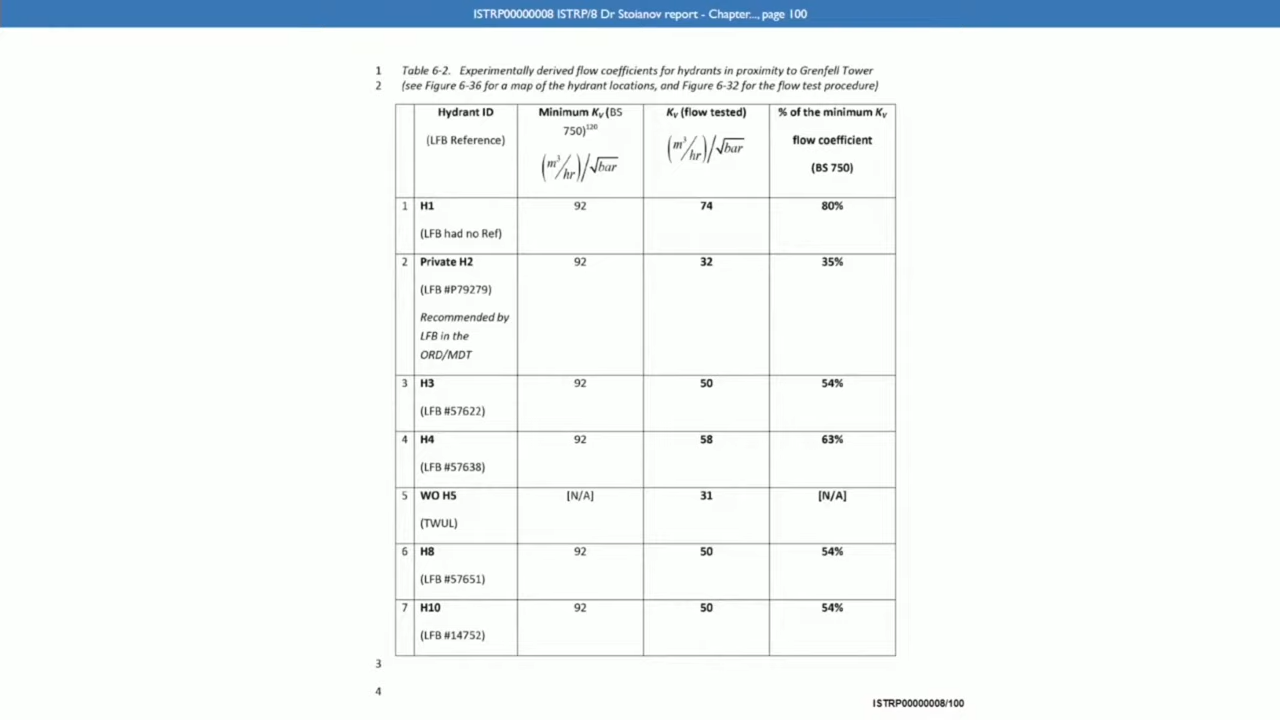 ISTRP00000008 ISTRP/8 Dr Stoianov report - Chapter..., page 100
1 Table 6-2. Experimentally derived flow coefficients for hydrants in proximity to Grenfell Tower
2 (see Figure 6-36 for a map of the hydrant locations, and Figure 6-32 for the flow test procedure)
Hydrant ID
(LFB Reference)
Minimum Kv (BS
750)120
(m³/hr)/√bar
Kv (flow tested)
(m³/hr)/√bar
% of the minimum Kv
flow coefficient
(BS 750)
1 H1 92 74 80%
(LFB had no Ref)
2 Private H2 92 32 35%
(LFB #P79279)
Recommended by
LFB in the
ORD/MDT
3 H3 92 50 54%
(LFB #57622)
4 H4 92 58 63%
(LFB #57638)
5 WO H5 [N/A] 31 [N/A]
(TWUL)
6 H8 92 50 54%
(LFB #57651)
7 H10 92 50 54%
(LFB #14752)
3
4
ISTRP00000008/100